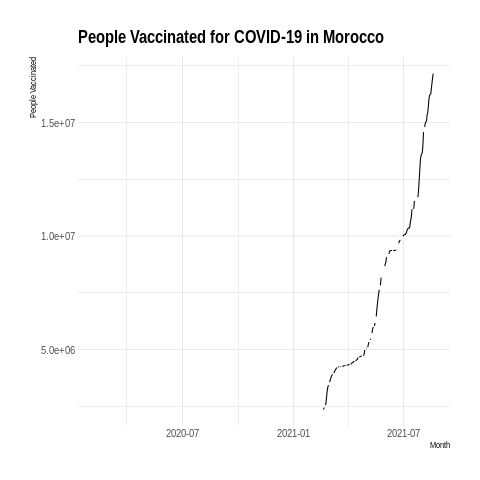 People Vaccinated for COVID-19 in Morocco
People Vaccinated
1.5e+07
1.0e+07
5.0e+06
2020-07
2021-01
2021-07
Month